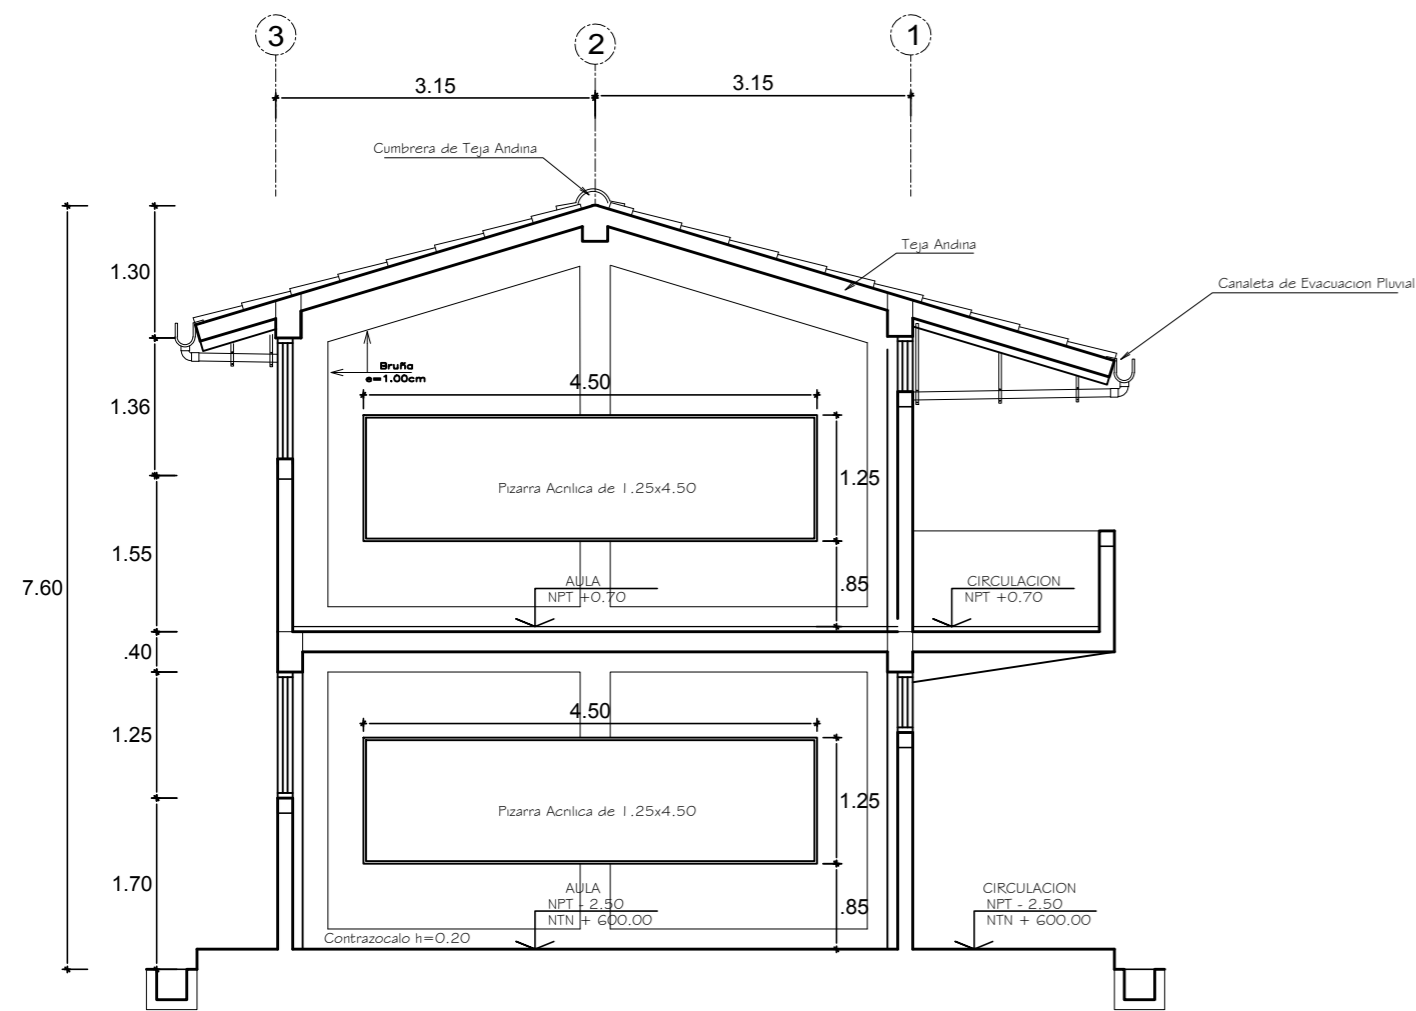 3
2
1
3.15
3.15
Cumbrera de Teja Andina
Teja Andina
Canaleta de Evacuacion Pluvial
1.30
Bruña
e=1.00cm
4.50
1.36
Pizarra Acrilica de 1.25x4.50
1.25
1.55
7.60
AULA
NPT +0.70
.85
CIRCULACION
NPT +0.70
.40
4.50
1.25
Pizarra Acrilica de 1.25x4.50
1.25
1.70
AULA
NPT - 2.50
NTN + 600.00
.85
CIRCULACION
NPT - 2.50
NTN + 600.00
Contrazocalo h=0.20